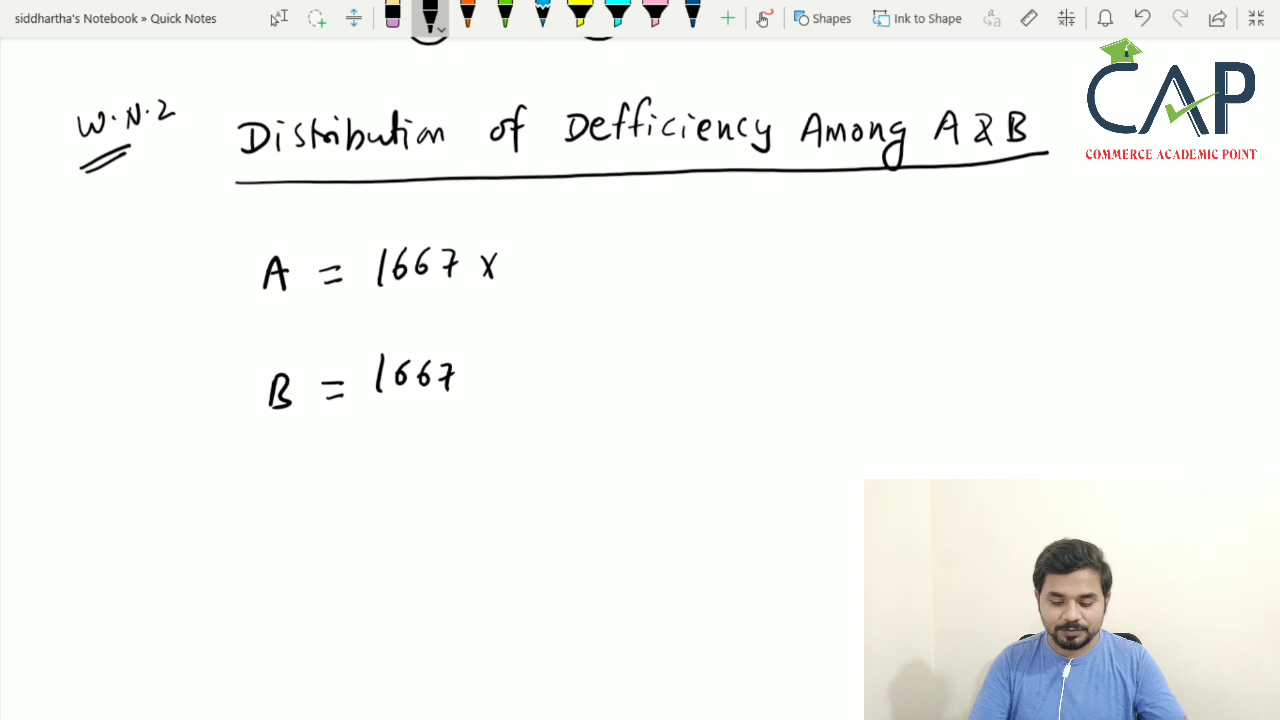 siddhartha's Notebook » Quick Notes
Shapes
Ink to Shape
CAP
COMMERCE ACADEMIC POINT
W.N.2
Distribution of Defficiency Among A & B
A = 1667 x
B = 1667